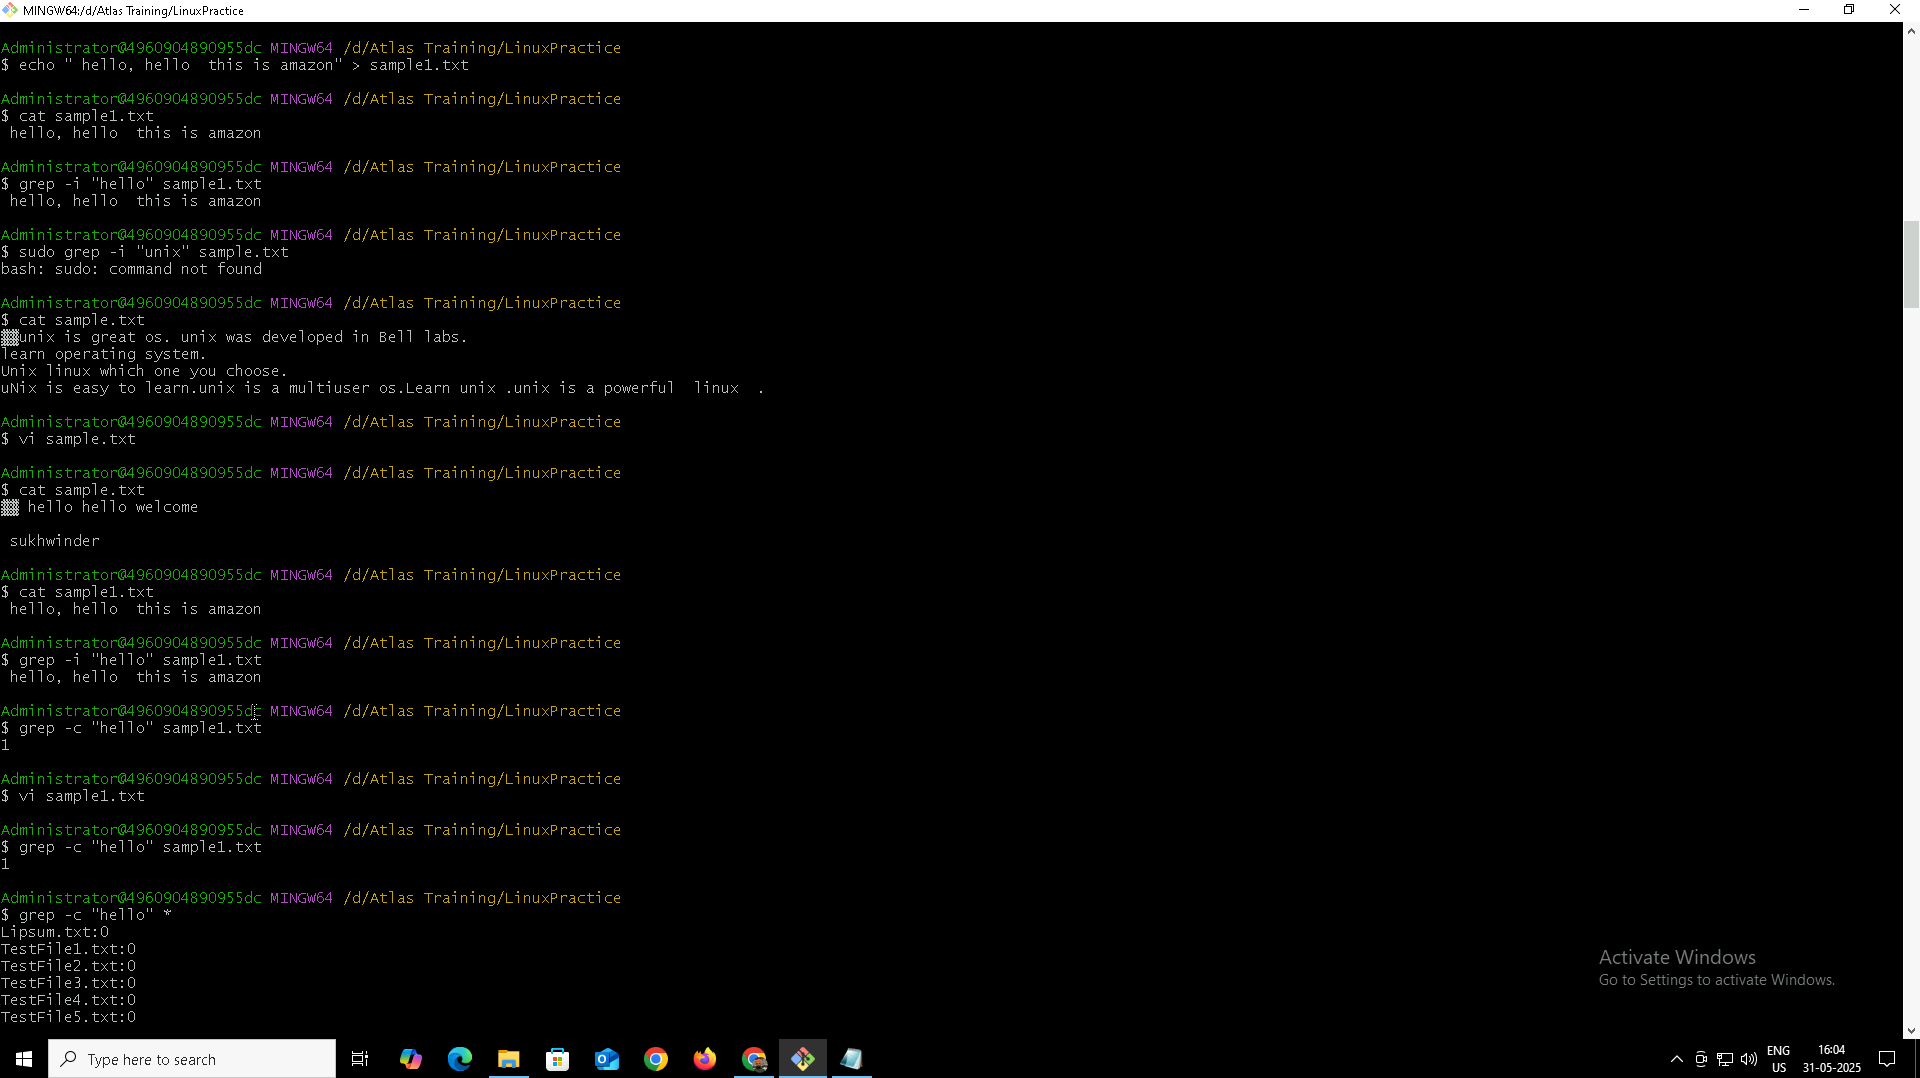 MINGW64:/d/Atlas Training/LinuxPractice
Administrator@4960904890955dc MINGW64 /d/Atlas Training/LinuxPractice
$ echo " hello, hello  this is amazon" > sample1.txt
Administrator@4960904890955dc MINGW64 /d/Atlas Training/LinuxPractice
$ cat sample1.txt
 hello, hello  this is amazon
Administrator@4960904890955dc MINGW64 /d/Atlas Training/LinuxPractice
$ grep -i "hello" sample1.txt
 hello, hello  this is amazon
Administrator@4960904890955dc MINGW64 /d/Atlas Training/LinuxPractice
$ sudo grep -i "unix" sample.txt
bash: sudo: command not found
Administrator@4960904890955dc MINGW64 /d/Atlas Training/LinuxPractice
$ cat sample.txt
▒▒unix is great os. unix was developed in Bell labs.
learn operating system.
Unix linux which one you choose.
uNix is easy to learn.unix is a multiuser os.Learn unix .unix is a powerful  linux  .
Administrator@4960904890955dc MINGW64 /d/Atlas Training/LinuxPractice
$ vi sample.txt
Administrator@4960904890955dc MINGW64 /d/Atlas Training/LinuxPractice
$ cat sample.txt
▒▒ hello hello welcome
 sukhwinder
Administrator@4960904890955dc MINGW64 /d/Atlas Training/LinuxPractice
$ cat sample1.txt
 hello, hello  this is amazon
Administrator@4960904890955dc MINGW64 /d/Atlas Training/LinuxPractice
$ grep -i "hello" sample1.txt
 hello, hello  this is amazon
Administrator@4960904890955dc MINGW64 /d/Atlas Training/LinuxPractice
$ grep -c "hello" sample1.txt
1
Administrator@4960904890955dc MINGW64 /d/Atlas Training/LinuxPractice
$ vi sample1.txt
Administrator@4960904890955dc MINGW64 /d/Atlas Training/LinuxPractice
$ grep -c "hello" sample1.txt
1
Administrator@4960904890955dc MINGW64 /d/Atlas Training/LinuxPractice
$ grep -c "hello" *
Lipsum.txt:0
TestFile1.txt:0
TestFile2.txt:0
TestFile3.txt:0
TestFile4.txt:0
TestFile5.txt:0
Activate Windows
Go to Settings to activate Windows.
Type here to search
ENG
US
16:04
31-05-2025